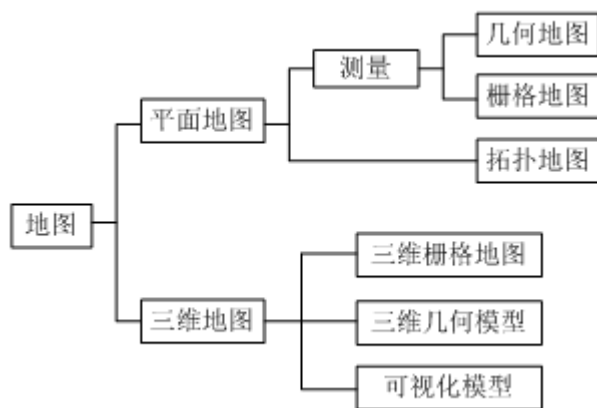 几何地图
测量
栅格地图
平面地图
拓扑地图
地图
三维栅格地图
三维地图
三维几何模型
可视化模型